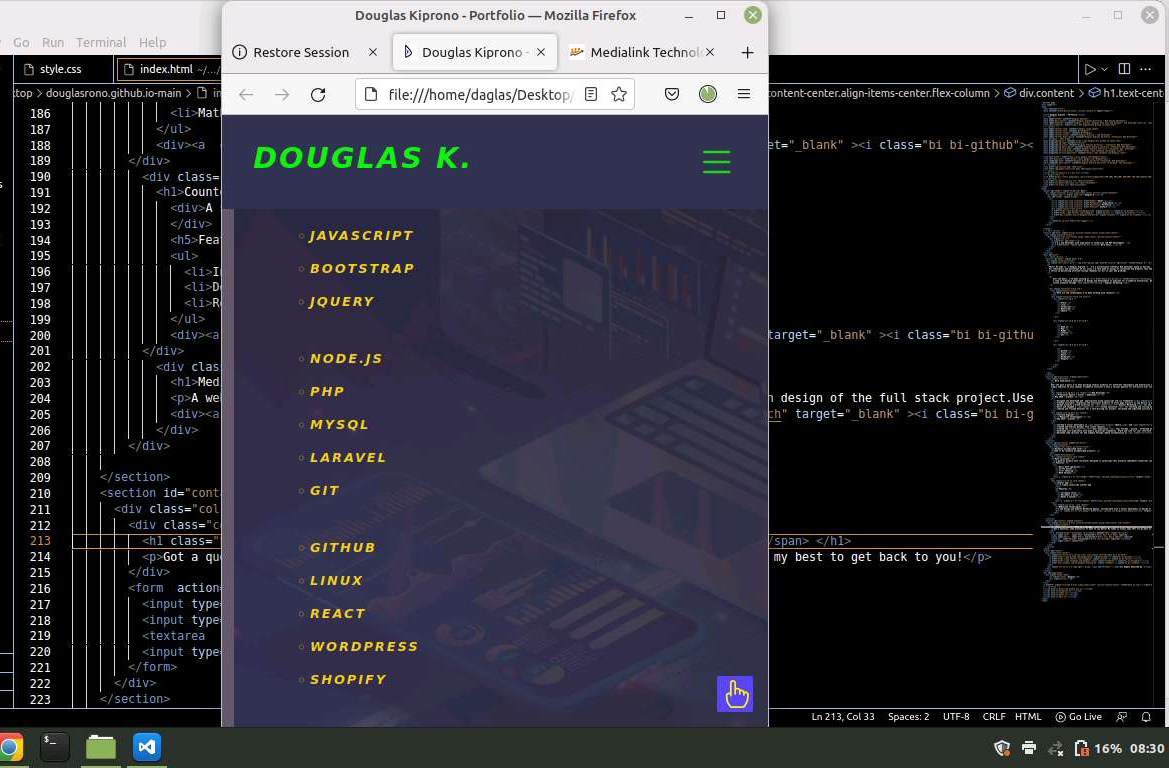 Douglas Kiprono - Portfolio — Mozilla Firefox
Go Run Terminal Help
Restore Session
Douglas Kiprono -
Medialink Technol
style.css
index.html ~/.../
file:///home/daglas/Desktop/
top > douglasrono.github.io-main > in
ontent-center.align-items-center.flex-column > div.content > h1.text-cent
DOUGLAS K.
JAVASCRIPT
BOOTSTRAP
JQUERY
NODE.JS
PHP
MYSQL
LARAVEL
GIT
GITHUB
LINUX
REACT
WORDPRESS
SHOPIFY
186 <li>Mat
187 </ul>
188 <div><a et="_blank" ><i class="bi bi-github"><
189 </div>
190 <div class=
191 <h1>Count
192 <div>A
193 </div>
194 <h5>Fea
195 <ul>
196 <li>In
197 <li>De
198 <li>Re
199 </ul>
200 <div><a target="_blank" ><i class="bi bi-githu
201 </div>
202 <div clas
203 <h1>Med
204 <p>A we n design of the full stack project.Use
205 <div><a ch" target="_blank" ><i class="bi bi-g
206 </div>
207 </div>
208
209 </section>
210 <section id="cont
211 <div class="col
212 <div class="c
213 <h1 class=" /span> </h1>
214 <p>Got a qu my best to get back to you!</p>
215 </div>
216 <form action=
217 <input type=
218 <input type=
219 <textarea
220 <input type=
221 </form>
222 </div>
223 </section>
Ln 213, Col 33 Spaces: 2 UTF-8 CRLF HTML Go Live
16% 08:30